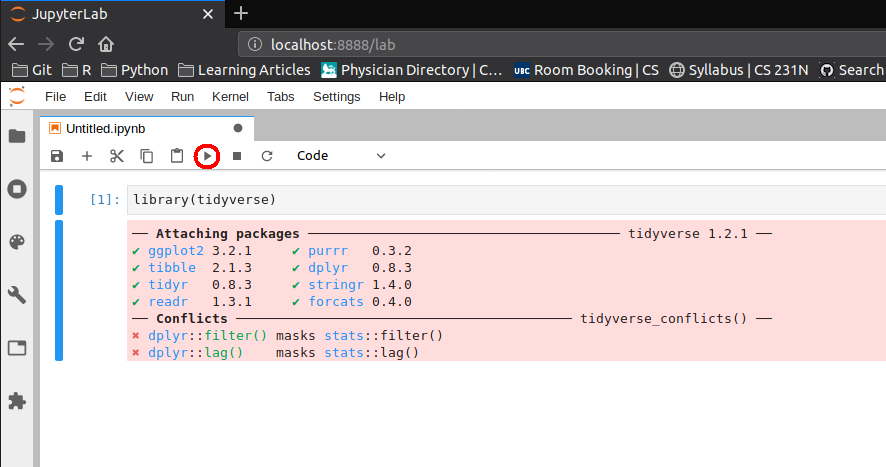 JupyterLab
localhost:8888/lab
Git R Python Learning Articles Physician Directory | C... UBC Room Booking | CS Syllabus | CS 231N Search
File Edit View Run Kernel Tabs Settings Help
Untitled.ipynb
Code
[1]: library(tidyverse)
── Attaching packages ─────────────────────────────────────── tidyverse 1.2.1 ──
✔ ggplot2 3.2.1     ✔ purrr   0.3.2
✔ tibble  2.1.3     ✔ dplyr   0.8.3
✔ tidyr   0.8.3     ✔ stringr 1.4.0
✔ readr   1.3.1     ✔ forcats 0.4.0
── Conflicts ────────────────────────────────────────── tidyverse_conflicts() ──
✖ dplyr::filter() masks stats::filter()
✖ dplyr::lag()    masks stats::lag()